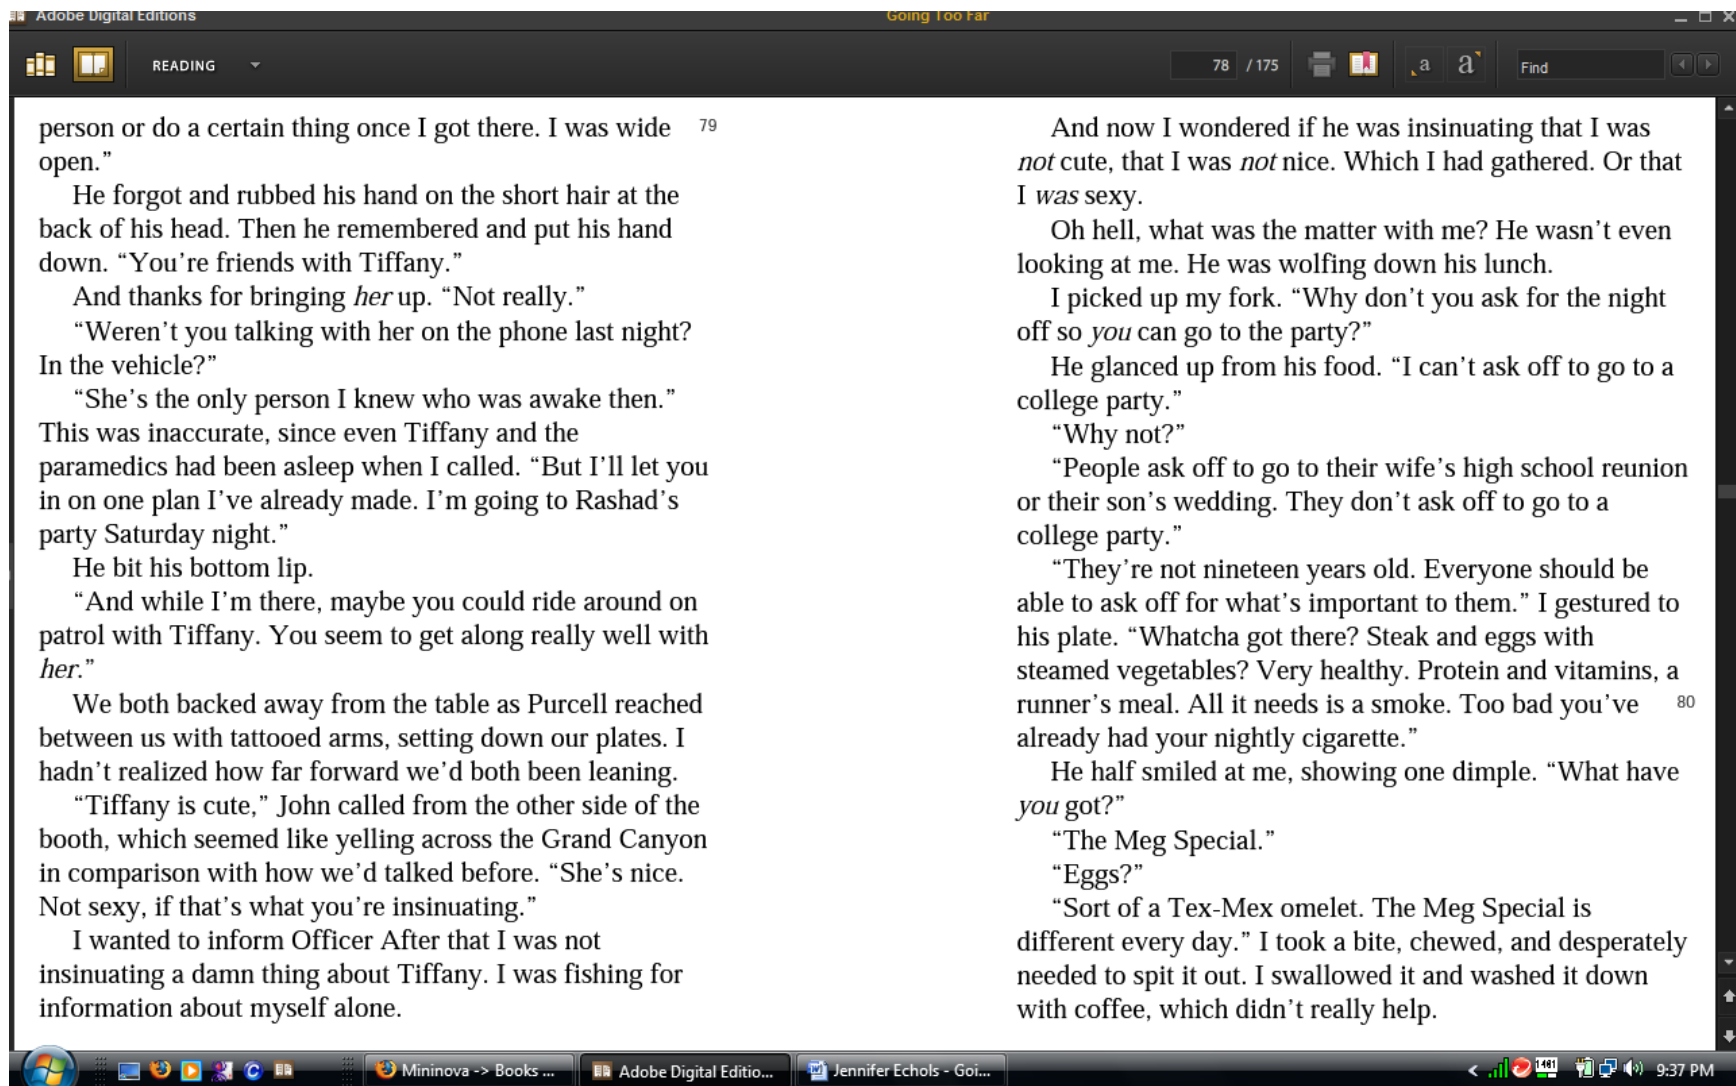 Adobe Digital Editions
Going Too Far
READING
78 / 175
a
a
Find
person or do a certain thing once I got there. I was wide 79
open.”
He forgot and rubbed his hand on the short hair at the
back of his head. Then he remembered and put his hand
down. “You’re friends with Tiffany.”
And thanks for bringing her up. “Not really.”
“Weren’t you talking with her on the phone last night?
In the vehicle?”
“She’s the only person I knew who was awake then.”
This was inaccurate, since even Tiffany and the
paramedics had been asleep when I called. “But I’ll let you
in on one plan I’ve already made. I’m going to Rashad’s
party Saturday night.”
He bit his bottom lip.
“And while I’m there, maybe you could ride around on
patrol with Tiffany. You seem to get along really well with
her.”
We both backed away from the table as Purcell reached
between us with tattooed arms, setting down our plates. I
hadn’t realized how far forward we’d both been leaning.
“Tiffany is cute,” John called from the other side of the
booth, which seemed like yelling across the Grand Canyon
in comparison with how we’d talked before. “She’s nice.
Not sexy, if that’s what you’re insinuating.”
I wanted to inform Officer After that I was not
insinuating a damn thing about Tiffany. I was fishing for
information about myself alone.
And now I wondered if he was insinuating that I was
not cute, that I was not nice. Which I had gathered. Or that
I was sexy.
Oh hell, what was the matter with me? He wasn’t even
looking at me. He was wolfing down his lunch.
I picked up my fork. “Why don’t you ask for the night
off so you can go to the party?”
He glanced up from his food. “I can’t ask off to go to a
college party.”
“Why not?”
“People ask off to go to their wife’s high school reunion
or their son’s wedding. They don’t ask off to go to a
college party.”
“They’re not nineteen years old. Everyone should be
able to ask off for what’s important to them.” I gestured to
his plate. “Whatcha got there? Steak and eggs with
steamed vegetables? Very healthy. Protein and vitamins, a
runner’s meal. All it needs is a smoke. Too bad you’ve 80
already had your nightly cigarette.”
He half smiled at me, showing one dimple. “What have
you got?”
“The Meg Special.”
“Eggs?”
“Sort of a Tex-Mex omelet. The Meg Special is
different every day.” I took a bite, chewed, and desperately
needed to spit it out. I swallowed it and washed it down
with coffee, which didn’t really help.
Mininova -> Books ...
Adobe Digital Editio...
Jennifer Echols - Goi...
1481
9:37 PM